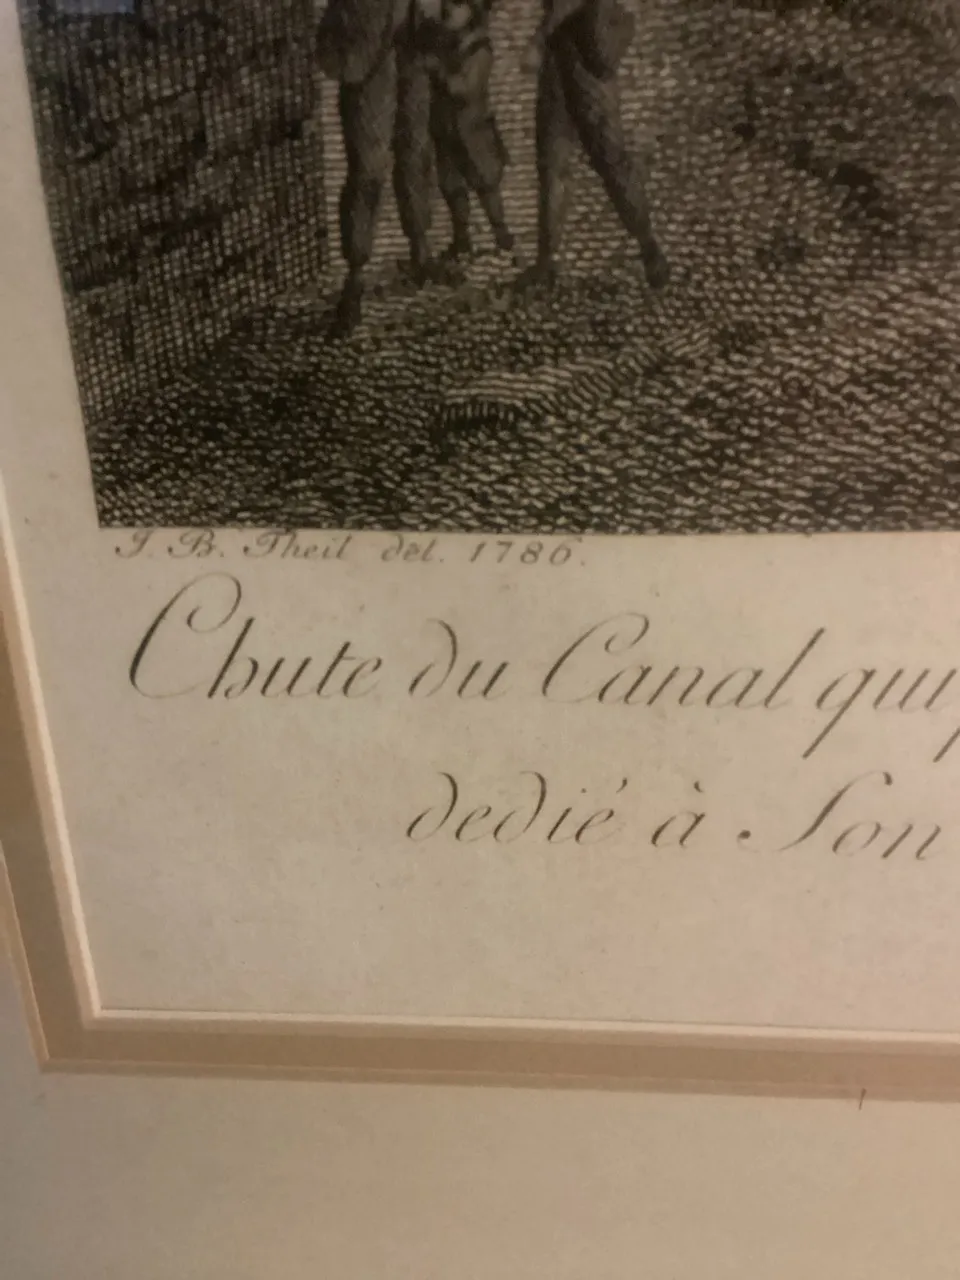 J. B. Theil del. 1786.
Chute du Canal qui
dedié à Son